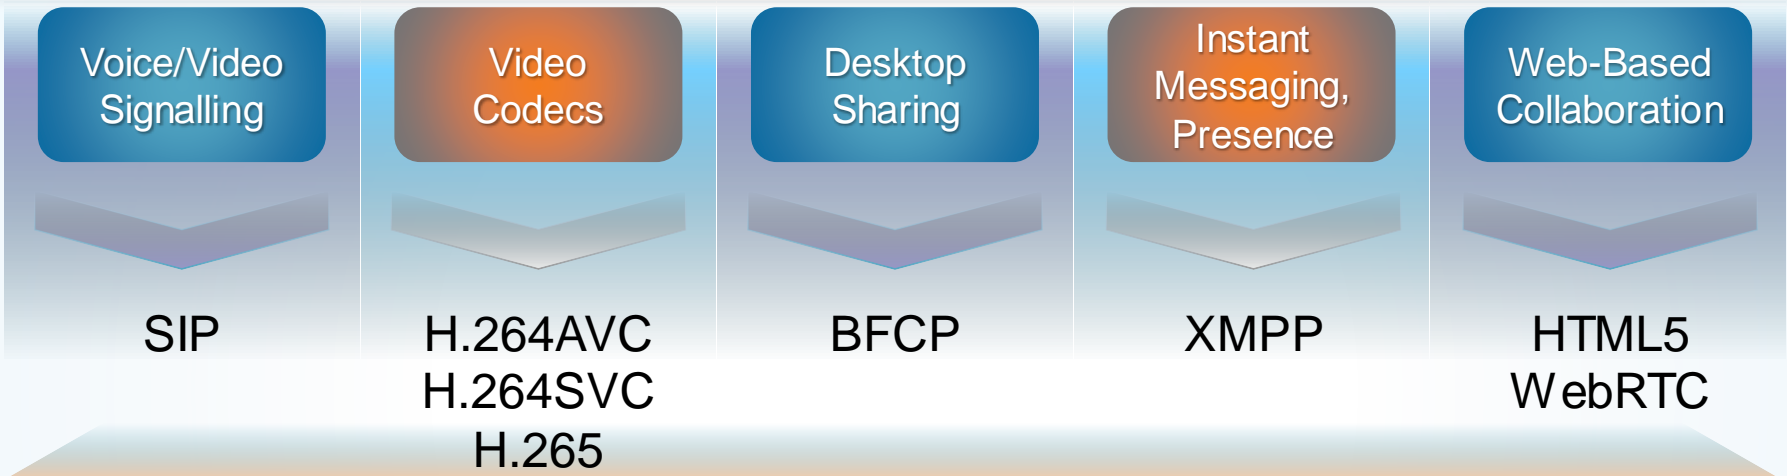 Voice/Video
Signalling
Video
Codecs
Desktop
Sharing
Instant
Messaging,
Presence
Web-Based
Collaboration
SIP
H.264AVC
H.264SVC
H.265
BFCP
XMPP
HTML5
WebRTC